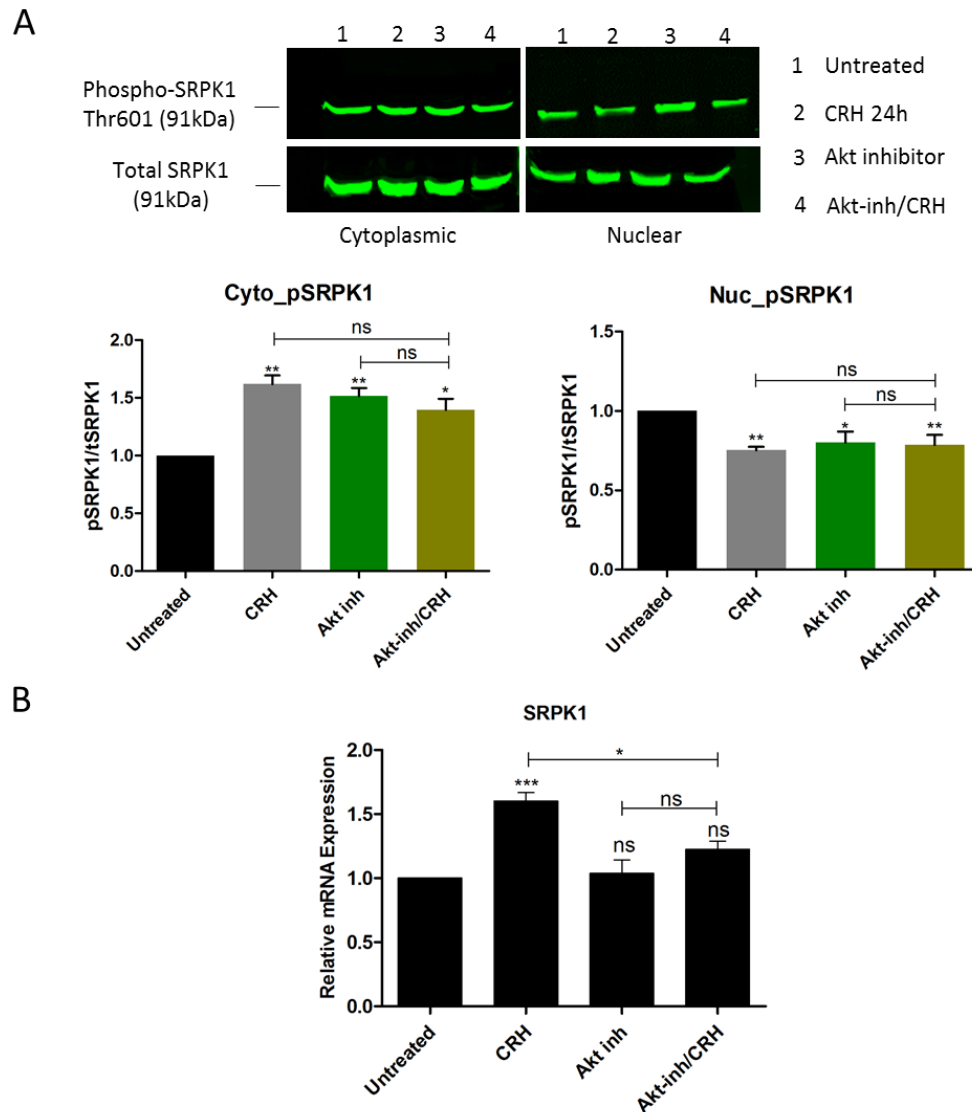 A
1 2 3 4 1 2 3 4
Phospho-SRPK1
Thr601 (91kDa)
Total SRPK1
(91kDa)
Cytoplasmic Nuclear
1 Untreated
2 CRH 24h
3 Akt inhibitor
4 Akt-inh/CRH
Cyto_pSRPK1
pSRPK1/tSRPK1
2.0
1.5
1.0
0.5
0.0
ns
ns
** ** *
Untreated CRH Akt inh Akt-inh/CRH
Nuc_pSRPK1
pSRPK1/tSRPK1
1.5
1.0
0.5
0.0
ns
ns
** * **
Untreated CRH Akt inh Akt-inh/CRH
B
SRPK1
Relative mRNA Expression
2.0
1.5
1.0
0.5
0.0
*
*** ns
ns ns
Untreated CRH Akt inh Akt-inh/CRH